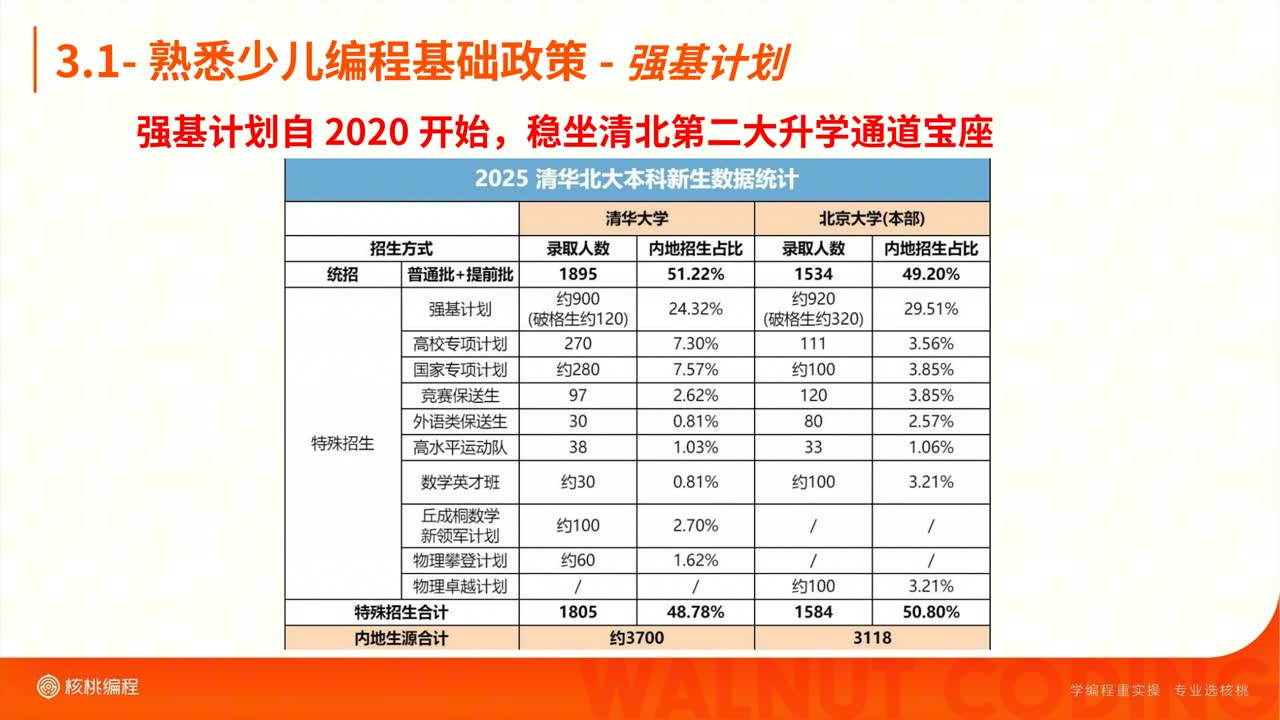 3.1- 熟悉少儿编程基础政策 - 强基计划
强基计划自 2020 开始，稳坐清北第二大升学通道宝座
2025 清华北大本科新生数据统计
清华大学 北京大学(本部)
招生方式 录取人数 内地招生占比 录取人数 内地招生占比
统招 普通批+提前批 1895 51.22% 1534 49.20%
特殊招生
强基计划 约900 (破格生约120) 24.32% 约920 (破格生约320) 29.51%
高校专项计划 270 7.30% 111 3.56%
国家专项计划 约280 7.57% 约100 3.85%
竞赛保送生 97 2.62% 120 3.85%
外语类保送生 30 0.81% 80 2.57%
高水平运动队 38 1.03% 33 1.06%
数学英才班 约30 0.81% 约100 3.21%
丘成桐数学新领军计划 约100 2.70% / /
物理攀登计划 约60 1.62% / /
物理卓越计划 / / 约100 3.21%
特殊招生合计 1805 48.78% 1584 50.80%
内地生源合计 约3700 3118
核桃编程
WALNUT CODING
学编程重实操 专业选核桃